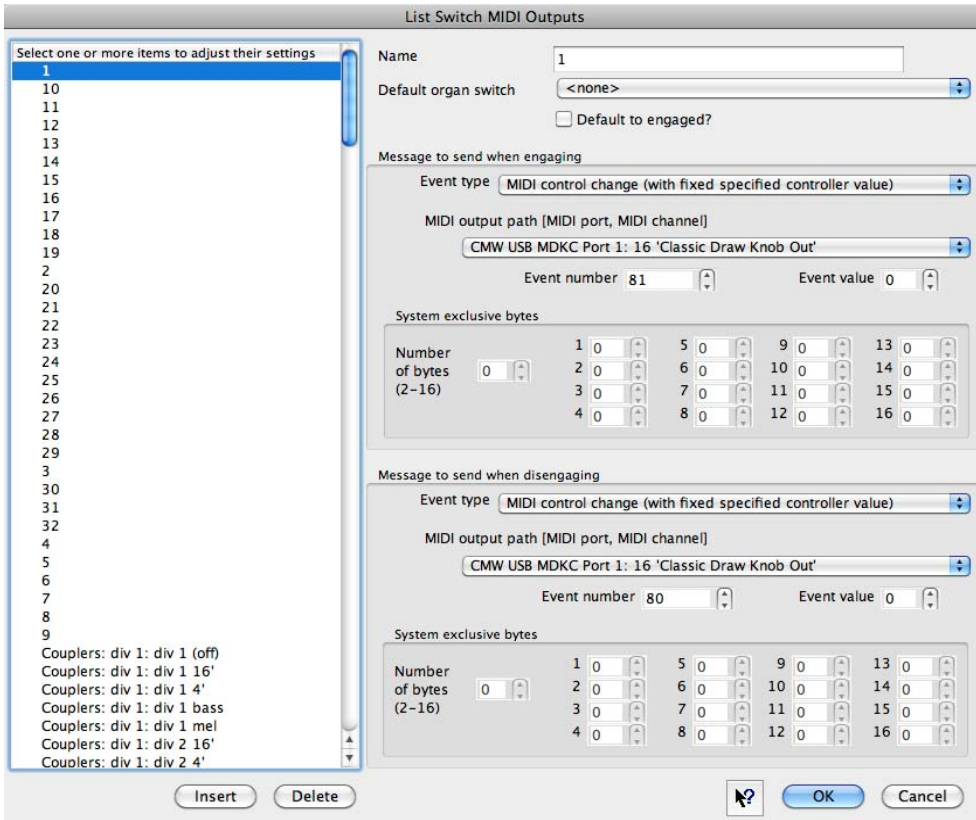 List Switch MIDI Outputs
Select one or more items to adjust their settings
1
10
11
12
13
14
15
16
17
18
19
2
20
21
22
23
24
25
26
27
28
29
3
30
31
32
4
5
6
7
8
9
Couplers: div 1: div 1 (off)
Couplers: div 1: div 1 16'
Couplers: div 1: div 1 4'
Couplers: div 1: div 1 bass
Couplers: div 1: div 1 mel
Couplers: div 1: div 2 16'
Couplers: div 1: div 2 4'
Insert Delete
Name 1
Default organ switch <none>
Default to engaged?
Message to send when engaging
Event type MIDI control change (with fixed specified controller value)
MIDI output path [MIDI port, MIDI channel]
CMW USB MDKC Port 1: 16 'Classic Draw Knob Out'
Event number 81 Event value 0
System exclusive bytes
Number of bytes (2-16) 0
1 0 5 0 9 0 13 0
2 0 6 0 10 0 14 0
3 0 7 0 11 0 15 0
4 0 8 0 12 0 16 0
Message to send when disengaging
Event type MIDI control change (with fixed specified controller value)
MIDI output path [MIDI port, MIDI channel]
CMW USB MDKC Port 1: 16 'Classic Draw Knob Out'
Event number 80 Event value 0
System exclusive bytes
Number of bytes (2-16) 0
1 0 5 0 9 0 13 0
2 0 6 0 10 0 14 0
3 0 7 0 11 0 15 0
4 0 8 0 12 0 16 0
? OK Cancel